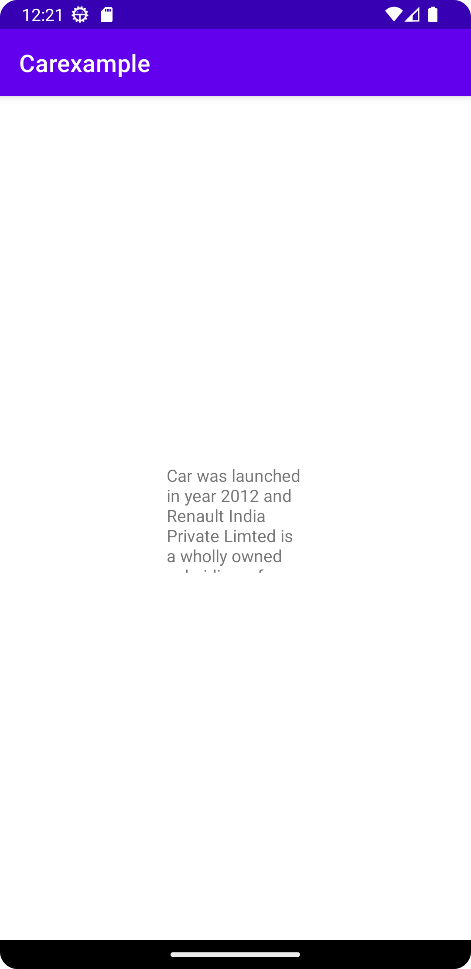 12:21
Carexample
Car was launched
in year 2012 and
Renault India
Private Limted is
a wholly owned